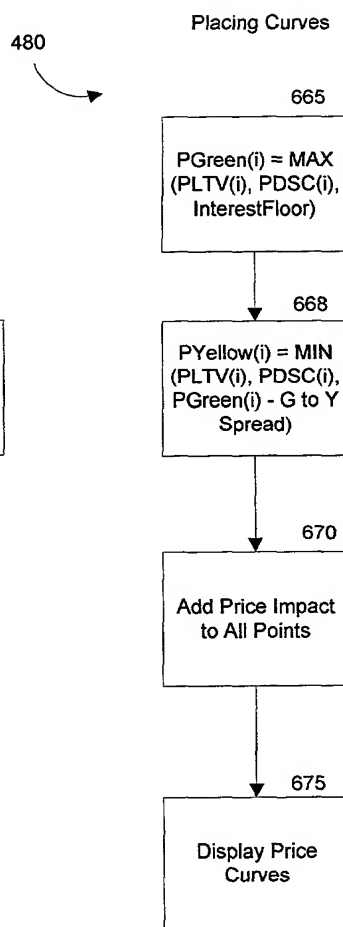 Placing Curves
480
665
PGreen(i) = MAX
(PLTV(i), PDSC(i),
InterestFloor)
668
PYellow(i) = MIN
(PLTV(i), PDSC(i),
PGreen(i) - G to Y
Spread)
670
Add Price Impact
to All Points
675
Display Price
Curves